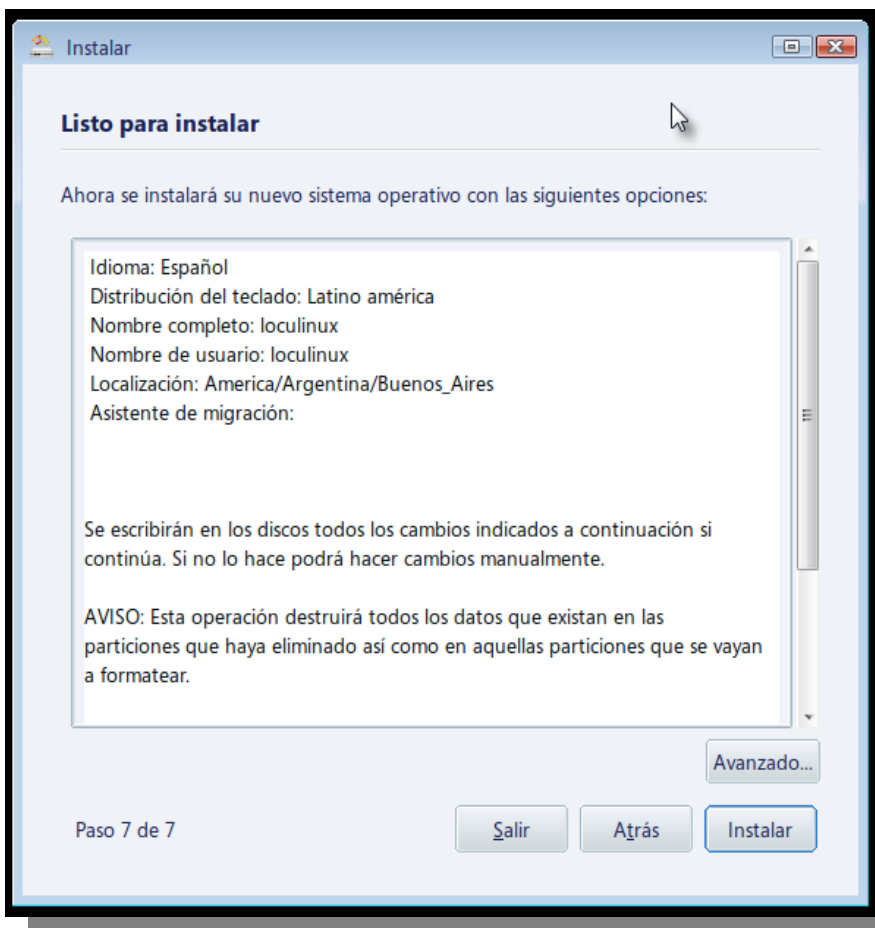 Instalar
Listo para instalar
Ahora se instalará su nuevo sistema operativo con las siguientes opciones:
Idioma: Español
Distribución del teclado: Latino américa
Nombre completo: loculinux
Nombre de usuario: loculinux
Localización: America/Argentina/Buenos_Aires
Asistente de migración:
Se escribirán en los discos todos los cambios indicados a continuación si
continúa. Si no lo hace podrá hacer cambios manualmente.
AVISO: Esta operación destruirá todos los datos que existan en las
particiones que haya eliminado así como en aquellas particiones que se vayan
a formatear.
Avanzado...
Paso 7 de 7 Salir Atrás Instalar